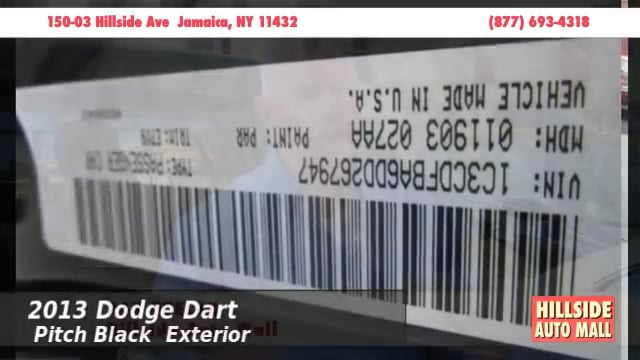 150-03 Hillside Ave Jamaica, NY 11432
(877) 693-4318
VEHICLE MADE IN U.S.A.
MDH: 011903 027AA
PAINT: PAR
VIN: 1C3CDFBA6DD267947
TYPE: PASSENGER CAR
2013 Dodge Dart
Pitch Black Exterior
HILLSIDE
AUTO MALL